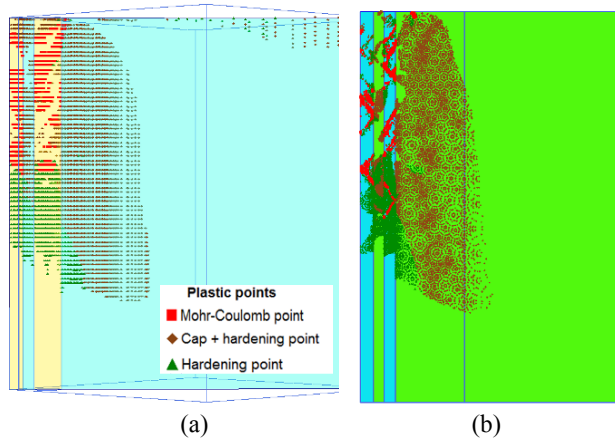 Plastic points
Mohr-Coulomb point
Cap + hardening point
Hardening point
(a)
(b)